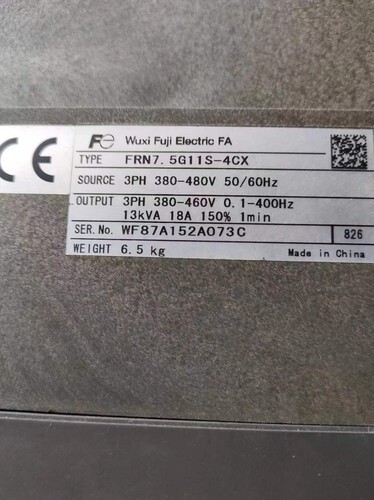 CE
Fe Wuxi Fuji Electric FA
TYPE FRN7.5G11S-4CX
SOURCE 3PH 380-480V 50/60Hz
OUTPUT 3PH 380-460V 0.1-400Hz
13kVA 18A 150% 1min
SER.No. WF87A152A073C 826
WEIGHT 6.5 kg Made in China